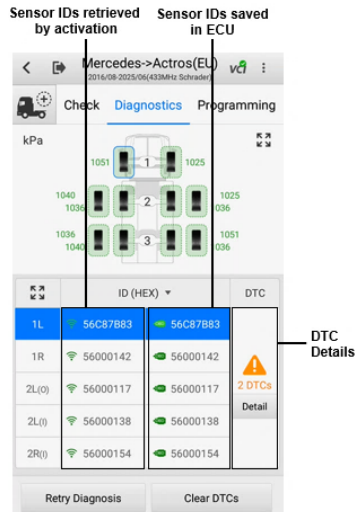 Sensor IDs retrieved by activation
Sensor IDs saved in ECU
Mercedes->Actros(EU)
2016/08-2025/06(433MHz Schrader)
VCI
Check Diagnostics Programming
kPa
1051 1 1025
1040 1025
1036 2 036
1036 1051
1040 3 036
ID (HEX) DTC
1L 56C87B83 56C87B83
1R 56000142 56000142
2L(O) 56000117 56000117
2L(I) 56000138 56000138
2R(I) 56000154 56000154
2 DTCs
Detail
DTC Details
Retry Diagnosis Clear DTCs